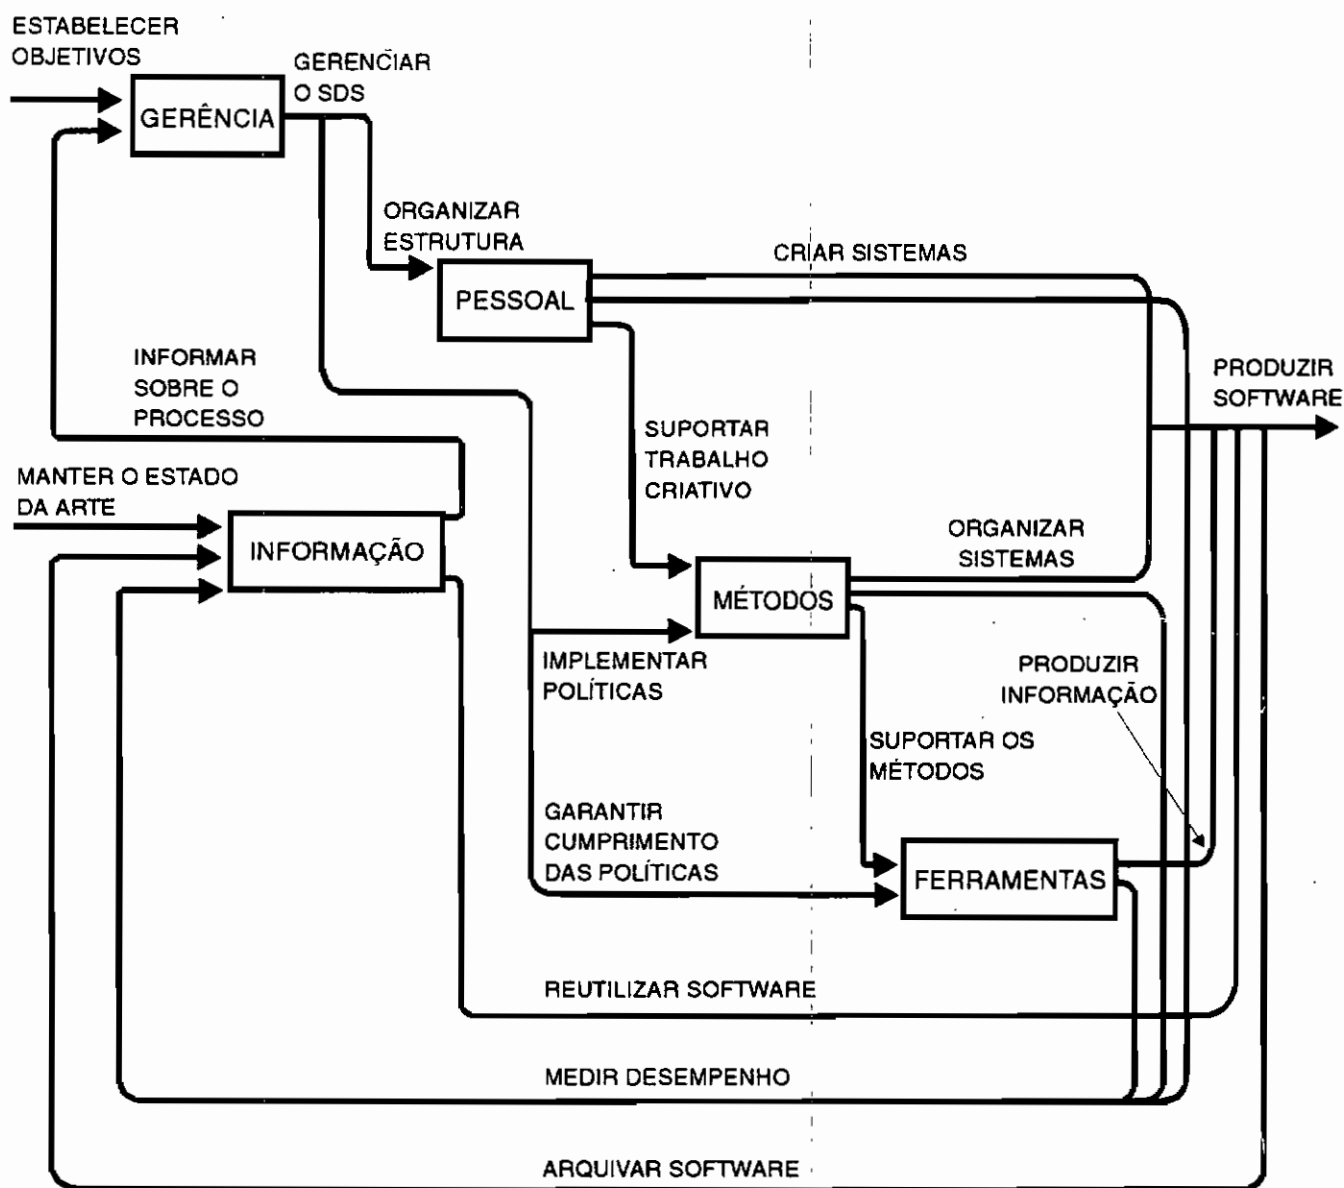 ESTABELECER
OBJETIVOS
GERENCIAR
O SDS
GERÊNCIA
ORGANIZAR
ESTRUTURA
CRIAR SISTEMAS
PESSOAL
INFORMAR
SOBRE O
PROCESSO
PRODUZIR
SOFTWARE
SUPORTAR
TRABALHO
CRIATIVO
MANTER O ESTADO
DA ARTE
ORGANIZAR
SISTEMAS
INFORMAÇÃO
MÉTODOS
IMPLEMENTAR
POLÍTICAS
PRODUZIR
INFORMAÇÃO
SUPORTAR OS
MÉTODOS
GARANTIR
CUMPRIMENTO
DAS POLÍTICAS
FERRAMENTAS
REUTILIZAR SOFTWARE
MEDIR DESEMPENHO
ARQUIVAR SOFTWARE